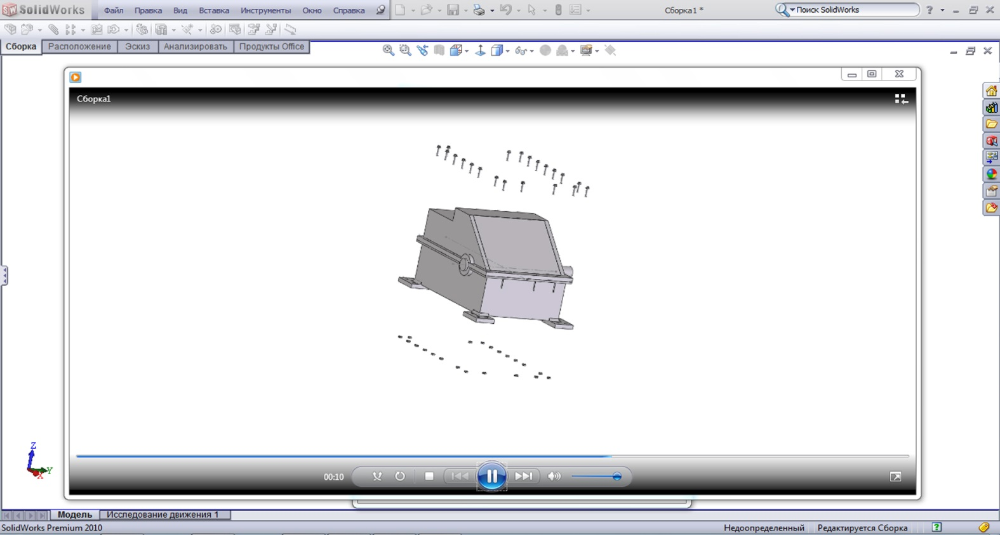 SolidWorks Файл Правка Вид Вставка Инструменты Окно Справка Сборка1 * Поиск SolidWorks ?
Сборка Расположение Эскиз Анализировать Продукты Office
Сборка1
Z
Y
X
00:10
Модель Исследование движения 1
SolidWorks Premium 2010 Недоопределенный Редактируется Сборка ?